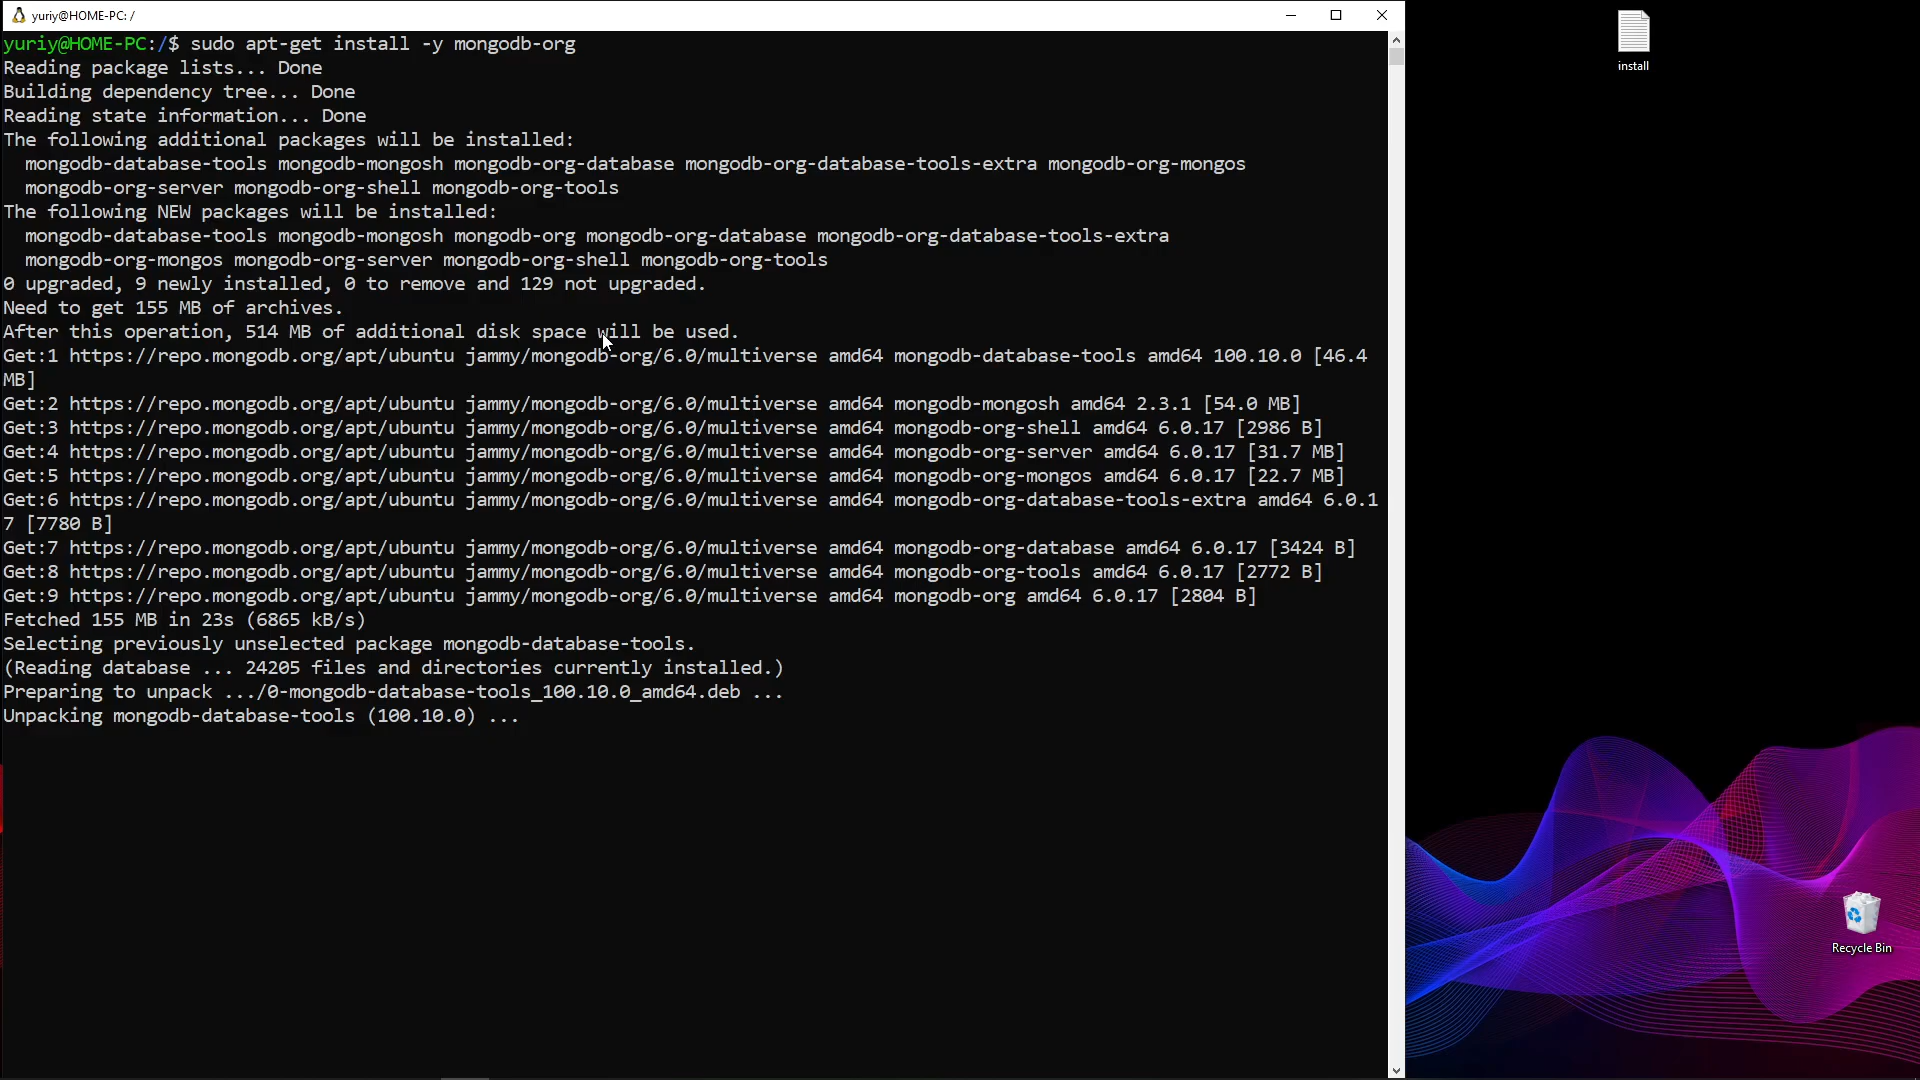 yuriy@HOME-PC: /
yuriy@HOME-PC:/$ sudo apt-get install -y mongodb-org
Reading package lists... Done
Building dependency tree... Done
Reading state information... Done
The following additional packages will be installed:
  mongodb-database-tools mongodb-mongosh mongodb-org-database mongodb-org-database-tools-extra mongodb-org-mongos
  mongodb-org-server mongodb-org-shell mongodb-org-tools
The following NEW packages will be installed:
  mongodb-database-tools mongodb-mongosh mongodb-org mongodb-org-database mongodb-org-database-tools-extra
  mongodb-org-mongos mongodb-org-server mongodb-org-shell mongodb-org-tools
0 upgraded, 9 newly installed, 0 to remove and 129 not upgraded.
Need to get 155 MB of archives.
After this operation, 514 MB of additional disk space will be used.
Get:1 https://repo.mongodb.org/apt/ubuntu jammy/mongodb-org/6.0/multiverse amd64 mongodb-database-tools amd64 100.10.0 [46.4
MB]
Get:2 https://repo.mongodb.org/apt/ubuntu jammy/mongodb-org/6.0/multiverse amd64 mongodb-mongosh amd64 2.3.1 [54.0 MB]
Get:3 https://repo.mongodb.org/apt/ubuntu jammy/mongodb-org/6.0/multiverse amd64 mongodb-org-shell amd64 6.0.17 [2986 B]
Get:4 https://repo.mongodb.org/apt/ubuntu jammy/mongodb-org/6.0/multiverse amd64 mongodb-org-server amd64 6.0.17 [31.7 MB]
Get:5 https://repo.mongodb.org/apt/ubuntu jammy/mongodb-org/6.0/multiverse amd64 mongodb-org-mongos amd64 6.0.17 [22.7 MB]
Get:6 https://repo.mongodb.org/apt/ubuntu jammy/mongodb-org/6.0/multiverse amd64 mongodb-org-database-tools-extra amd64 6.0.1
7 [7780 B]
Get:7 https://repo.mongodb.org/apt/ubuntu jammy/mongodb-org/6.0/multiverse amd64 mongodb-org-database amd64 6.0.17 [3424 B]
Get:8 https://repo.mongodb.org/apt/ubuntu jammy/mongodb-org/6.0/multiverse amd64 mongodb-org-tools amd64 6.0.17 [2772 B]
Get:9 https://repo.mongodb.org/apt/ubuntu jammy/mongodb-org/6.0/multiverse amd64 mongodb-org amd64 6.0.17 [2804 B]
Fetched 155 MB in 23s (6865 kB/s)
Selecting previously unselected package mongodb-database-tools.
(Reading database ... 24205 files and directories currently installed.)
Preparing to unpack .../0-mongodb-database-tools_100.10.0_amd64.deb ...
Unpacking mongodb-database-tools (100.10.0) ...
install
Recycle Bin